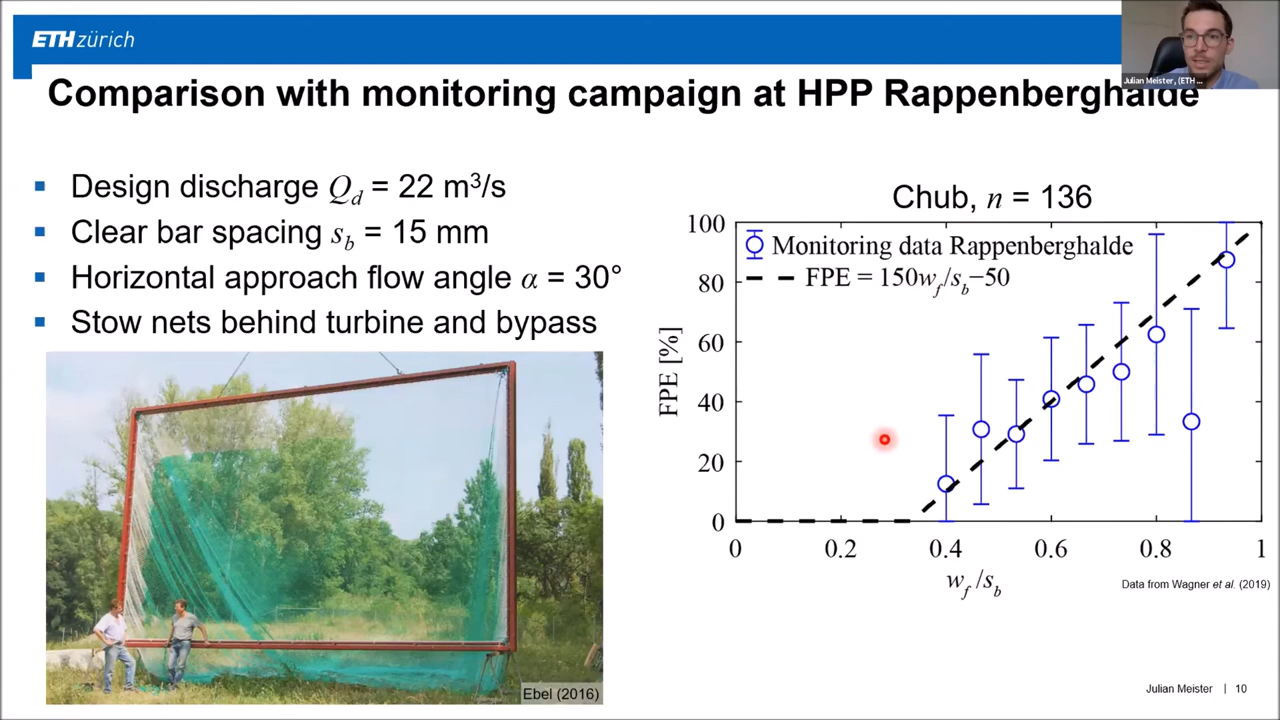 ETH zürich
Julian Meister, (ETH ...
Comparison with monitoring campaign at HPP Rappenberghalde
▪ Design discharge Q_d = 22 m³/s
▪ Clear bar spacing s_b = 15 mm
▪ Horizontal approach flow angle α = 30°
▪ Stow nets behind turbine and bypass
Ebel (2016)
Chub, n = 136
Monitoring data Rappenberghalde
FPE = 150w_f/s_b−50
FPE [%]
100
80
60
40
20
0
0 0.2 0.4 0.6 0.8 1
w_f /s_b
Data from Wagner et al. (2019)
Julian Meister | 10